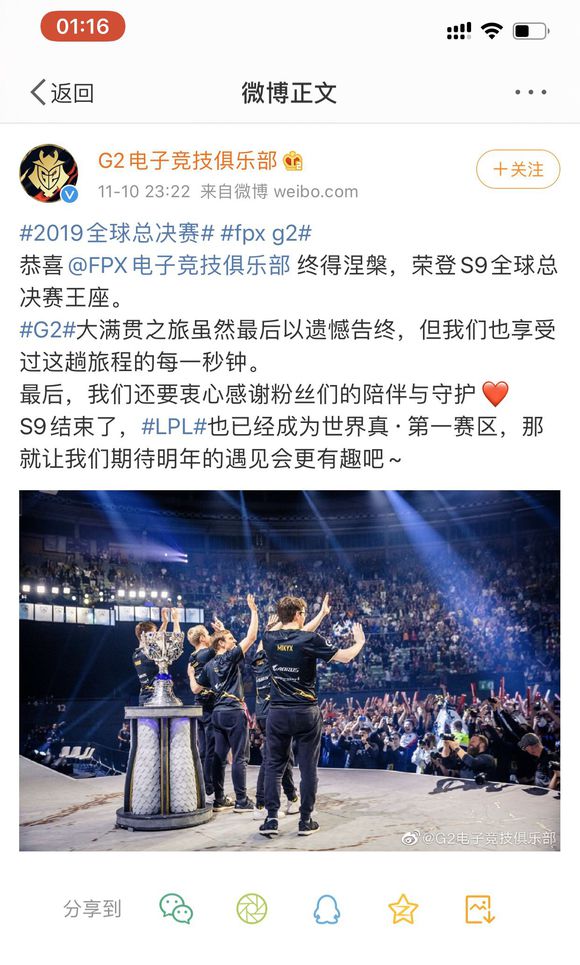 01:16
返回
微博正文
G2电子竞技俱乐部
+关注
11-10 23:22 来自微博 weibo.com
#2019全球总决赛# #fpx g2#
恭喜 @FPX电子竞技俱乐部 终得涅槃，荣登S9全球总
决赛王座。
#G2#大满贯之旅虽然最后以遗憾告终，但我们也享受
过这趟旅程的每一秒钟。
最后，我们还要衷心感谢粉丝们的陪伴与守护❤️
S9结束了，#LPL#也已经成为世界真·第一赛区，那
就让我们期待明年的遇见会更有趣吧~
MIKYX
AORUS
12
@G2电子竞技俱乐部
分享到